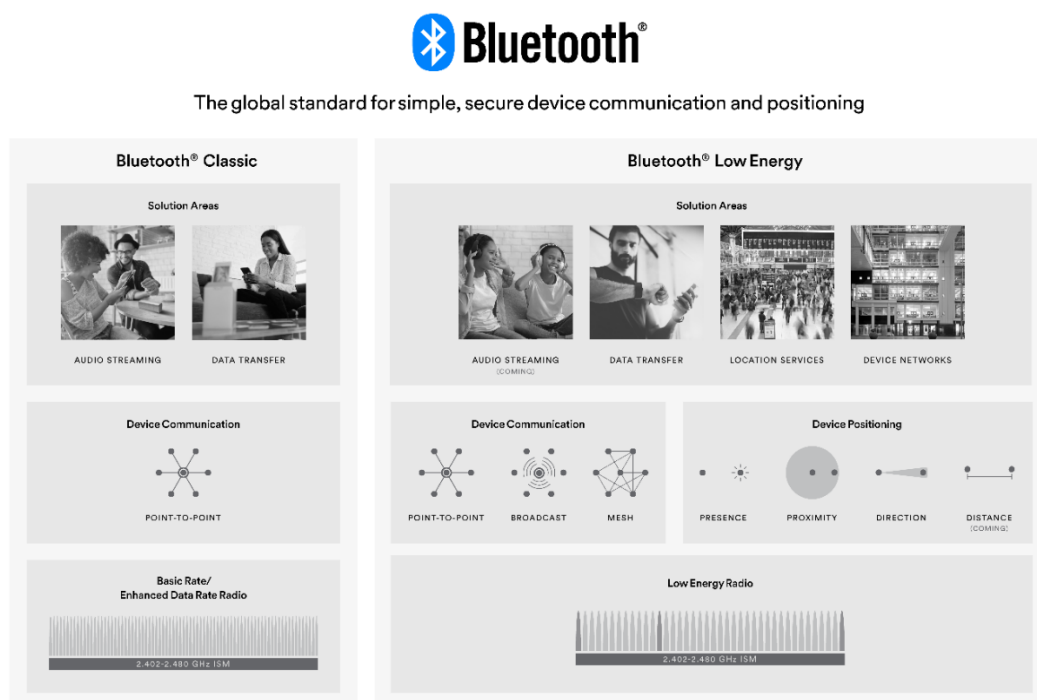 Bluetooth®
The global standard for simple, secure device communication and positioning
Bluetooth® Classic
Solution Areas
AUDIO STREAMING
DATA TRANSFER
Device Communication
POINT-TO-POINT
Basic Rate/
Enhanced Data Rate Radio
2.402-2.480 GHz ISM
Bluetooth® Low Energy
Solution Areas
AUDIO STREAMING
(COMING)
DATA TRANSFER
LOCATION SERVICES
DEVICE NETWORKS
Device Communication
POINT-TO-POINT
BROADCAST
MESH
Device Positioning
PRESENCE
PROXIMITY
DIRECTION
DISTANCE
(COMING)
Low Energy Radio
2.402-2.480 GHz ISM